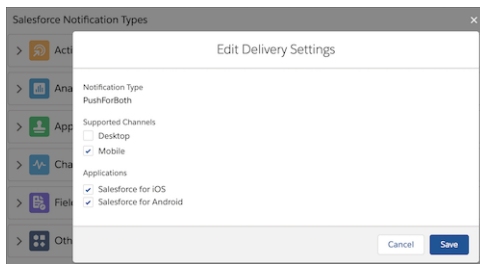 Salesforce Notification Types
Edit Delivery Settings
Acti
Ana
App
Cha
Field
Oth
Notification Type
PushForBoth
Supported Channels
Desktop
Mobile
Applications
Salesforce for iOS
Salesforce for Android
Cancel
Save